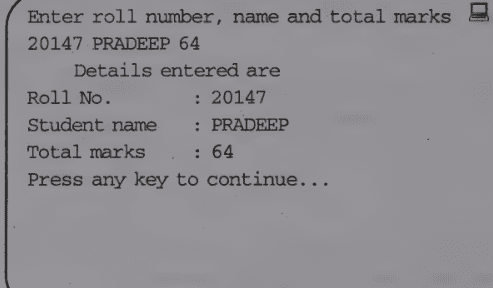 Enter roll number, name and total marks
20147 PRADEEP 64
Details entered are
Roll No. : 20147
Student name : PRADEEP
Total marks : 64
Press any key to continue...